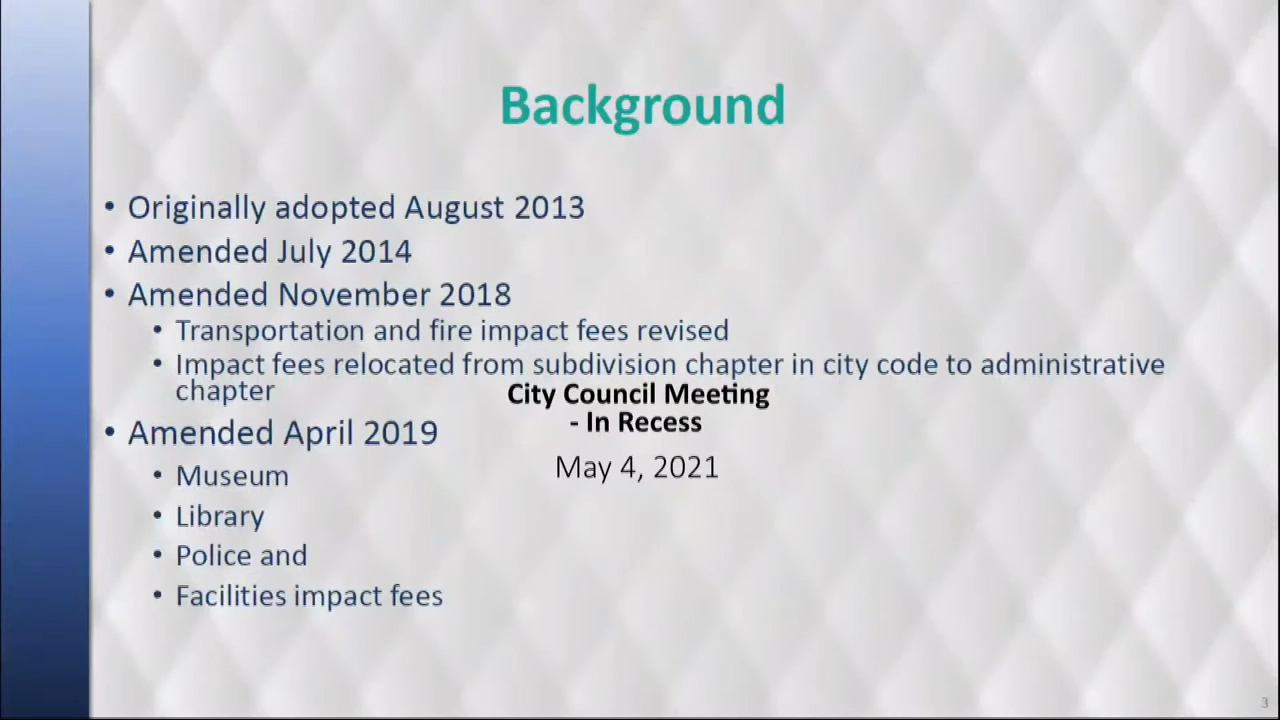 Background
• Originally adopted August 2013
• Amended July 2014
• Amended November 2018
• Transportation and fire impact fees revised
• Impact fees relocated from subdivision chapter in city code to administrative
chapter
City Council Meeting
- In Recess
• Amended April 2019
May 4, 2021
• Museum
• Library
• Police and
• Facilities impact fees
3